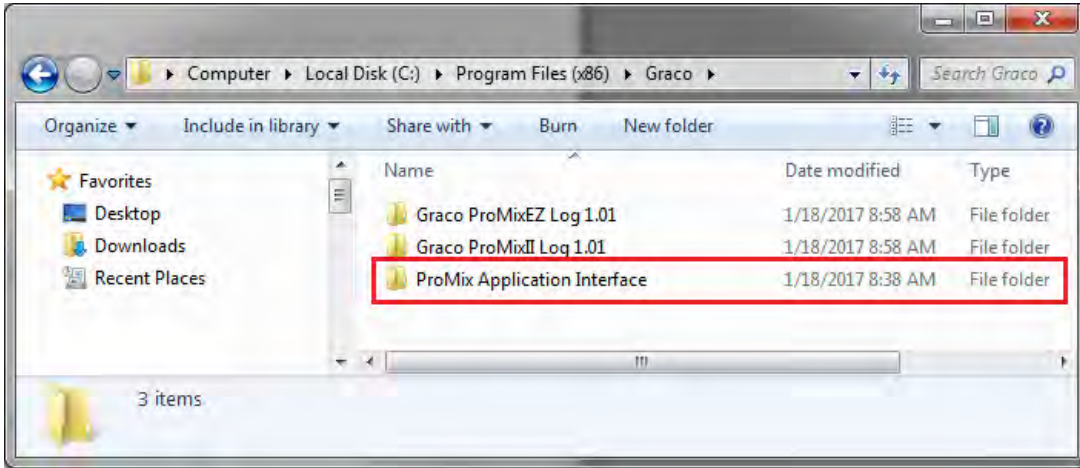 Computer Local Disk (C:) Program Files (x86) Graco Search Graco
Organize Include in library Share with Burn New folder
Favorites
Desktop
Downloads
Recent Places
Name Date modified Type
Graco ProMixEZ Log 1.01 1/18/2017 8:58 AM File folder
Graco ProMixII Log 1.01 1/18/2017 8:58 AM File folder
ProMix Application Interface 1/18/2017 8:38 AM File folder
3 items